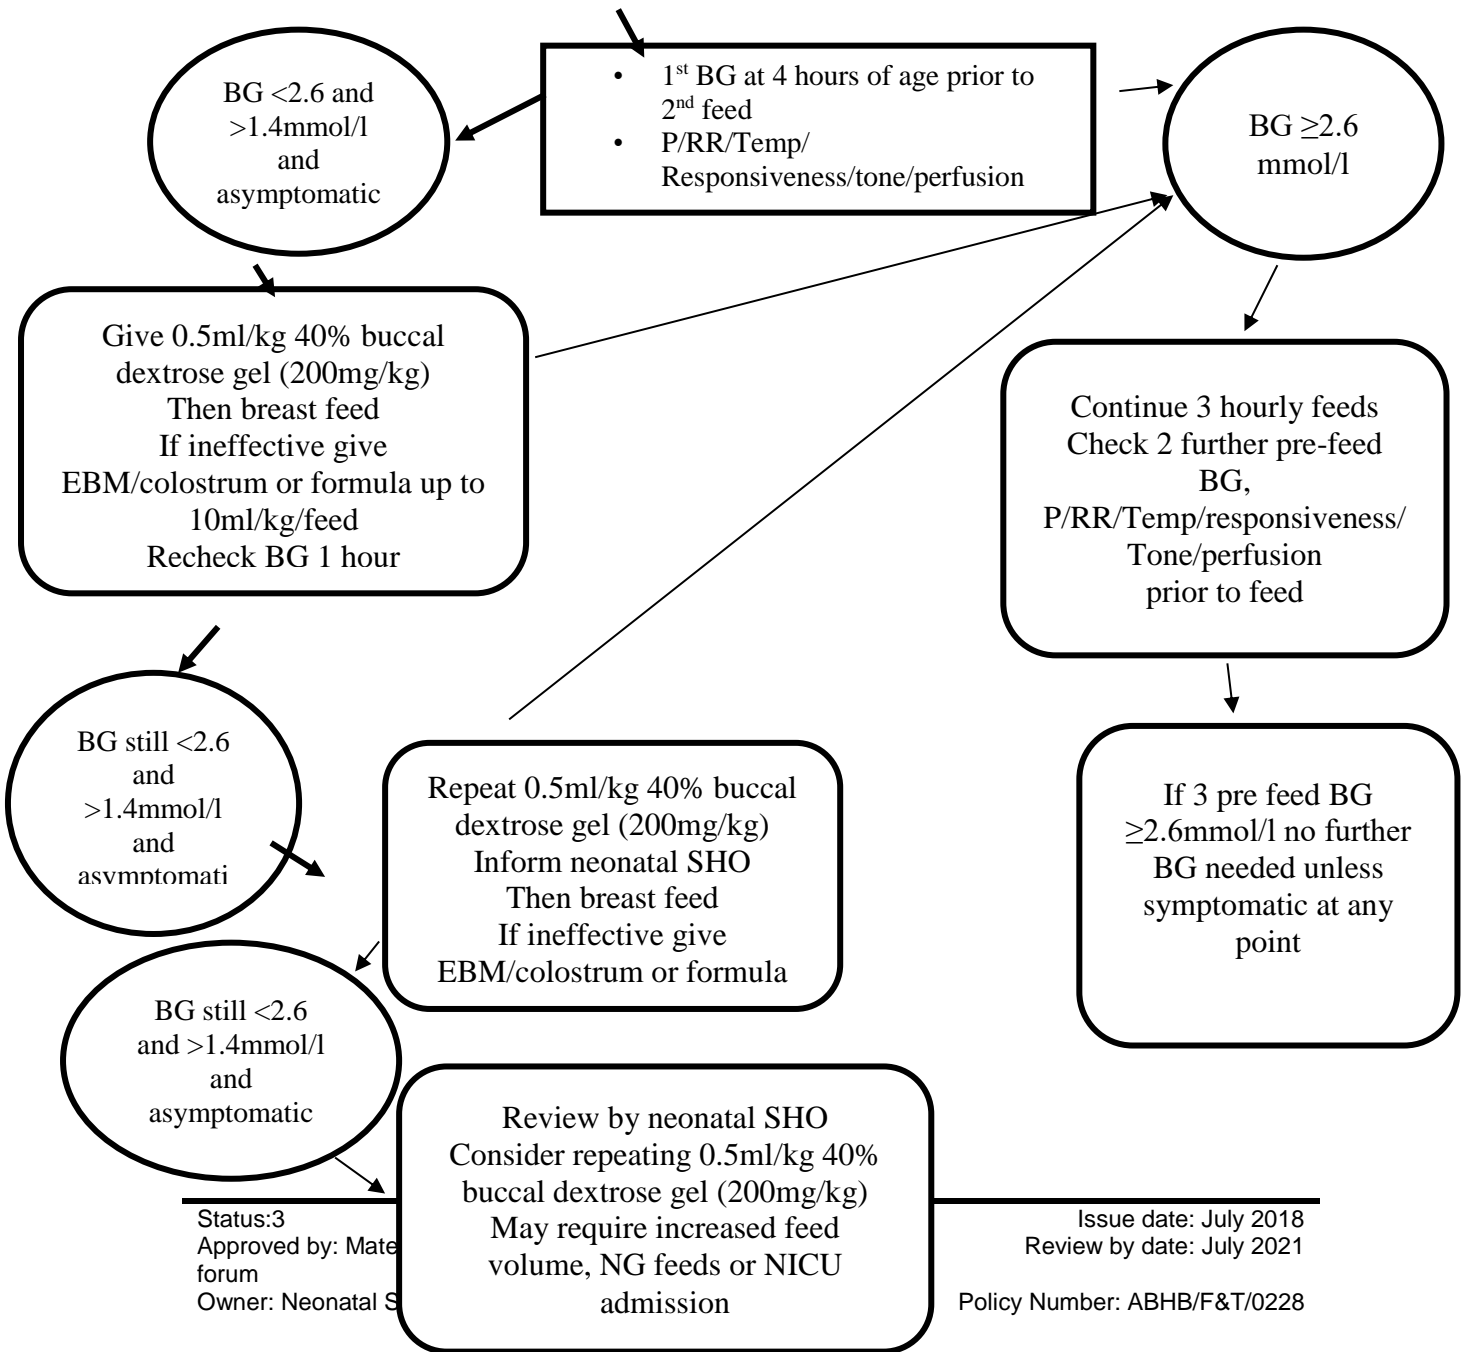 BG <2.6 and
>1.4mmol/l
and
asymptomatic
• 1st BG at 4 hours of age prior to
2nd feed
• P/RR/Temp/
Responsiveness/tone/perfusion
BG ≥2.6
mmol/l
Give 0.5ml/kg 40% buccal
dextrose gel (200mg/kg)
Then breast feed
If ineffective give
EBM/colostrum or formula up to
10ml/kg/feed
Recheck BG 1 hour
Continue 3 hourly feeds
Check 2 further pre-feed
BG,
P/RR/Temp/responsiveness/
Tone/perfusion
prior to feed
BG still <2.6
and
>1.4mmol/l
and
asymptomati
Repeat 0.5ml/kg 40% buccal
dextrose gel (200mg/kg)
Inform neonatal SHO
Then breast feed
If ineffective give
EBM/colostrum or formula
If 3 pre feed BG
≥2.6mmol/l no further
BG needed unless
symptomatic at any
point
BG still <2.6
and >1.4mmol/l
and
asymptomatic
Review by neonatal SHO
Consider repeating 0.5ml/kg 40%
buccal dextrose gel (200mg/kg)
May require increased feed
volume, NG feeds or NICU
admission
Status:3
Approved by: Mate
forum
Owner: Neonatal S
Issue date: July 2018
Review by date: July 2021
Policy Number: ABHB/F&T/0228